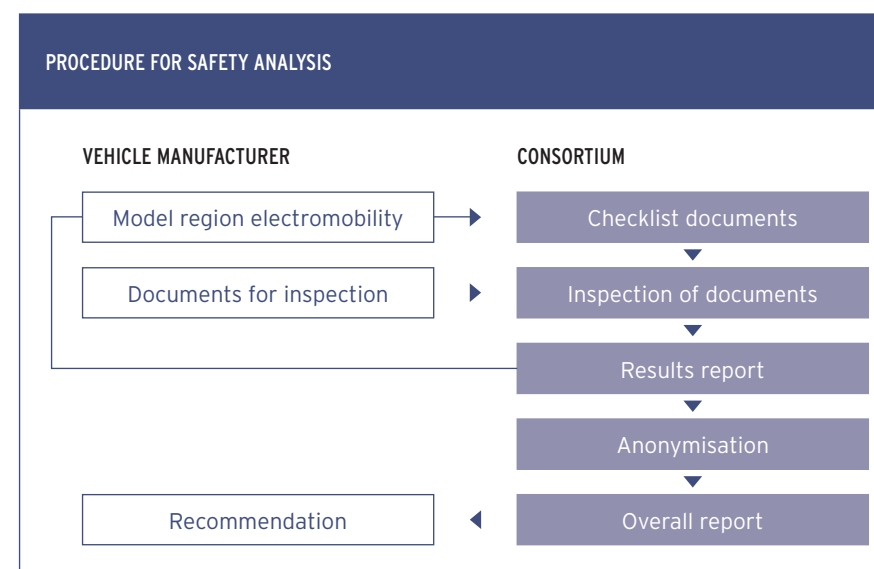 PROCEDURE FOR SAFETY ANALYSIS
VEHICLE MANUFACTURER
CONSORTIUM
Model region electromobility
Checklist documents
Documents for inspection
Inspection of documents
Results report
Anonymisation
Recommendation
Overall report